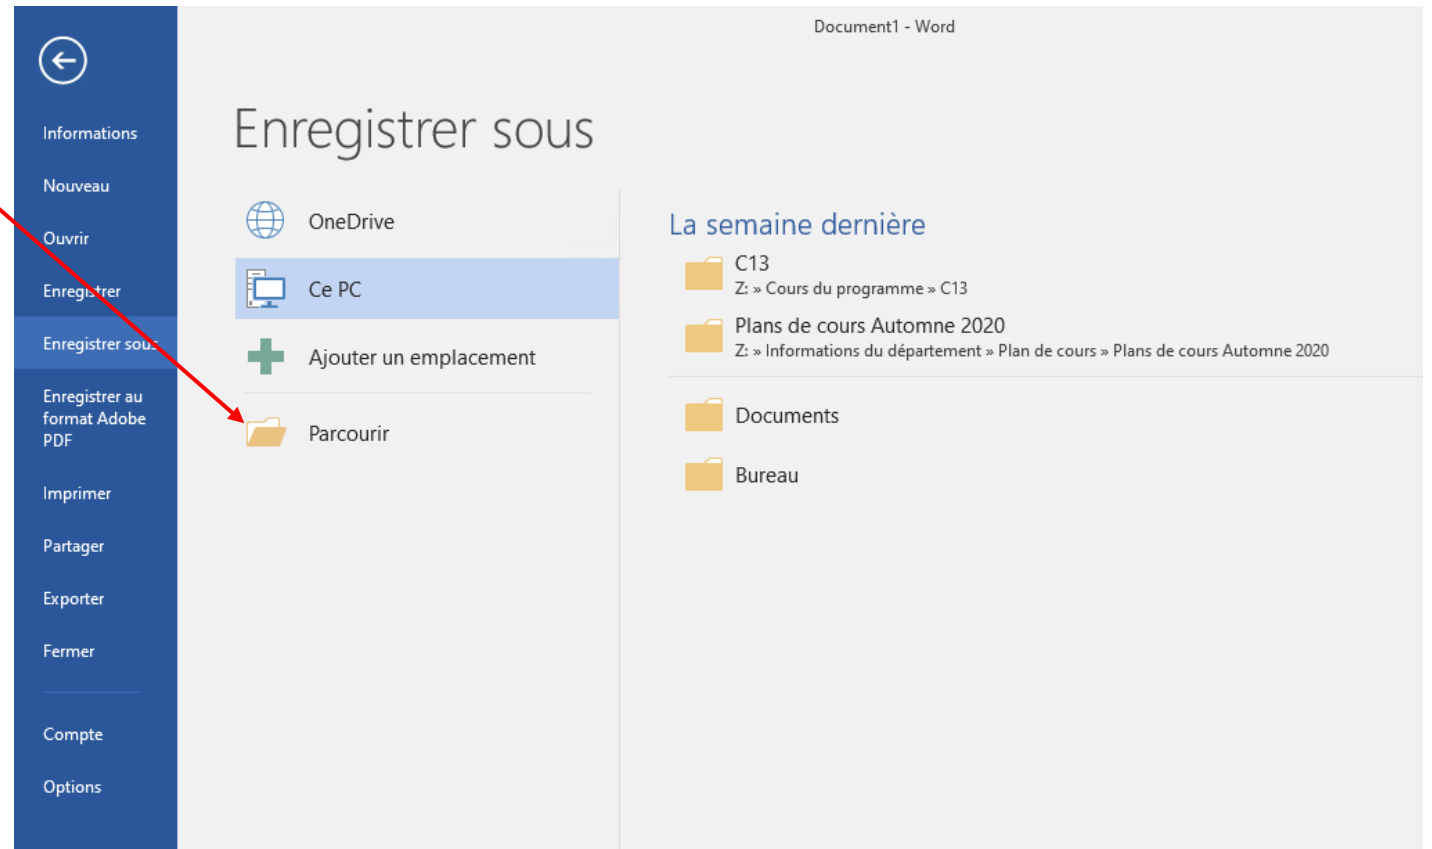 Document1 - Word
Informations
Nouveau
Ouvrir
Enregistrer
Enregistrer sous
Enregistrer au
format Adobe
PDF
Imprimer
Partager
Exporter
Fermer
Compte
Options
Enregistrer sous
OneDrive
Ce PC
Ajouter un emplacement
Parcourir
La semaine dernière
C13
Z: » Cours du programme » C13
Plans de cours Automne 2020
Z: » Informations du département » Plan de cours » Plans de cours Automne 2020
Documents
Bureau